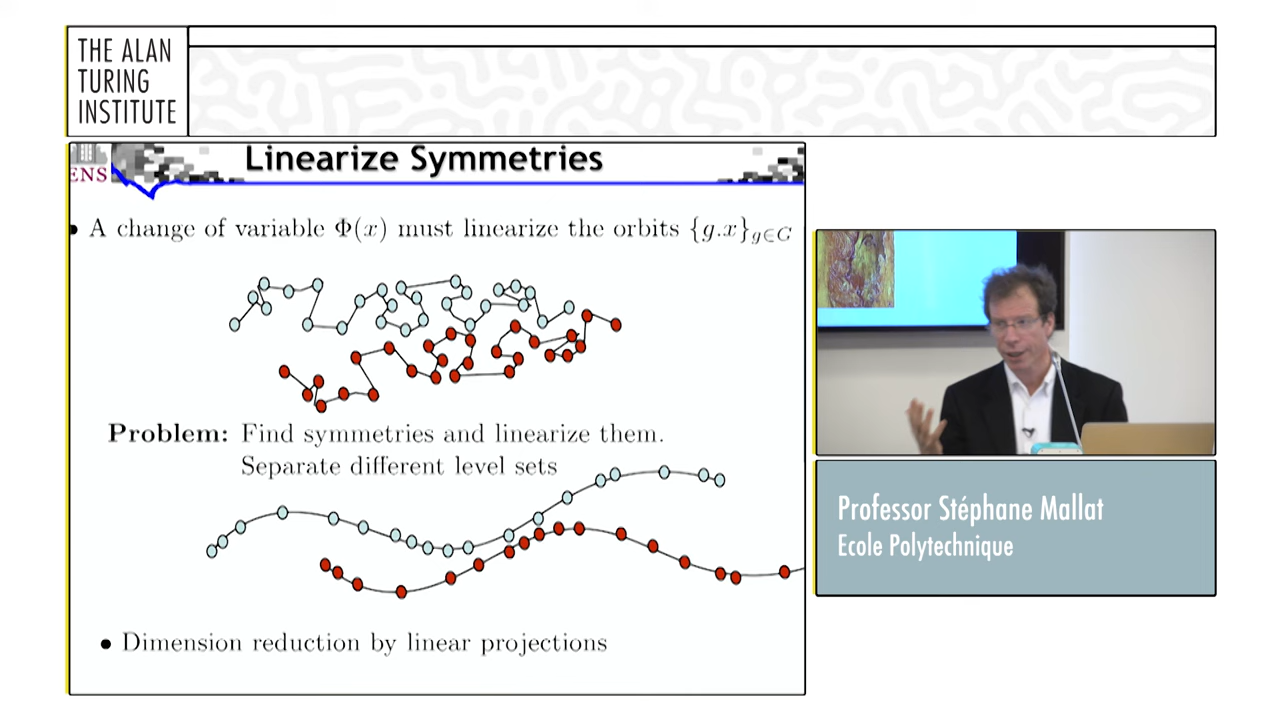 THE ALAN
TURING
INSTITUTE
ENS
Linearize Symmetries
• A change of variable Φ(x) must linearize the orbits {g.x}g∈G
Problem: Find symmetries and linearize them.
Separate different level sets
• Dimension reduction by linear projections
Professor Stéphane Mallat
Ecole Polytechnique